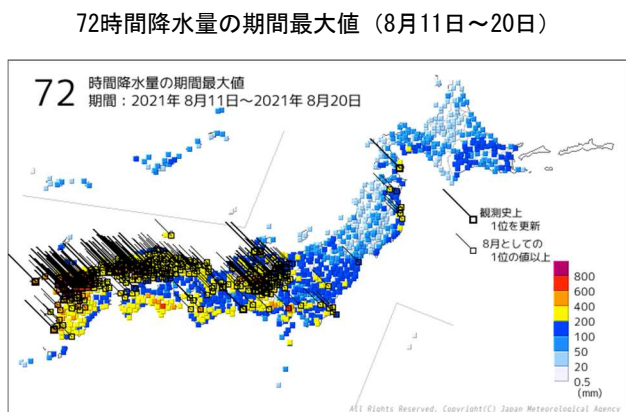 72時間降水量の期間最大値（8月11日～20日）
72 時間降水量の期間最大値
期間：2021年 8月11日～2021年 8月20日
観測史上
1位を更新
8月としての
1位の値以上
800
600
400
200
100
50
20
0.5
(mm)
All Rights Reserved. Copyright(C) Japan Meteorological Agency